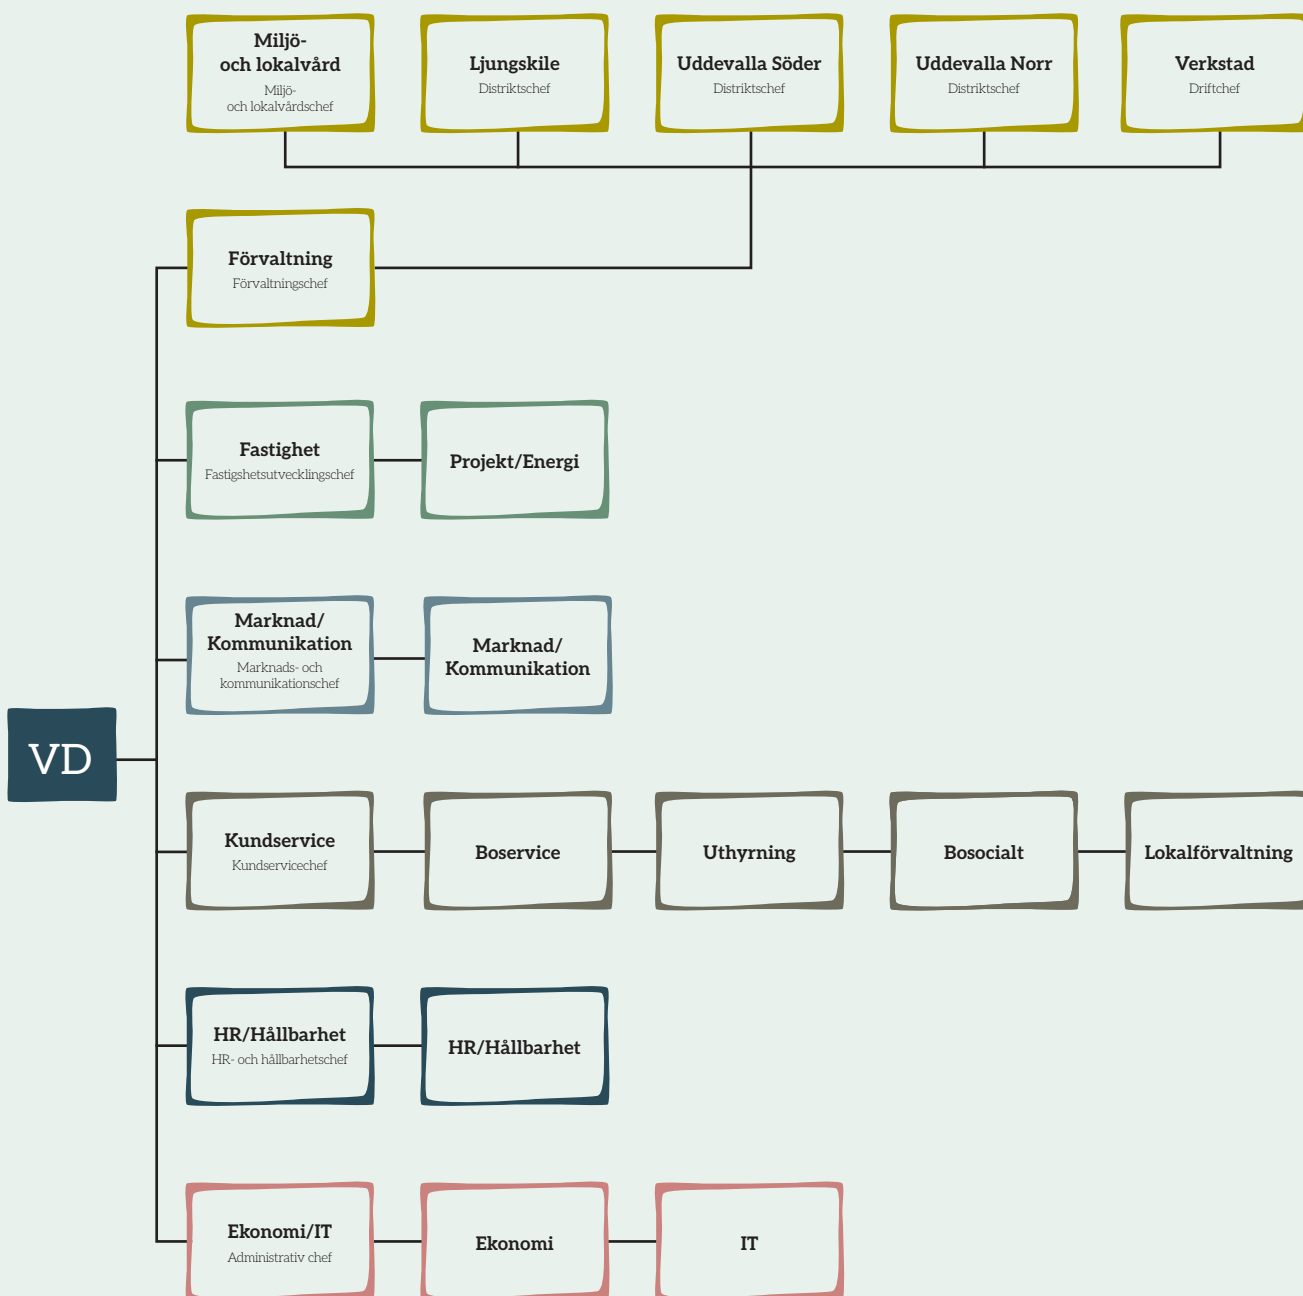 Miljö-
och lokalvård
Miljö-
och lokalvårdschef
Ljungskile
Distriktschef
Uddevalla Söder
Distriktschef
Uddevalla Norr
Distriktschef
Verkstad
Driftchef
Förvaltning
Förvaltningschef
Fastighet
Fastigshetsutvecklingschef
Projekt/Energi
Marknad/
Kommunikation
Marknads- och
kommunikationschef
Marknad/
Kommunikation
VD
Kundservice
Kundservicechef
Boservice
Uthyrning
Bosocialt
Lokalförvaltning
HR/Hållbarhet
HR- och hållbarhetschef
HR/Hållbarhet
Ekonomi/IT
Administrativ chef
Ekonomi
IT